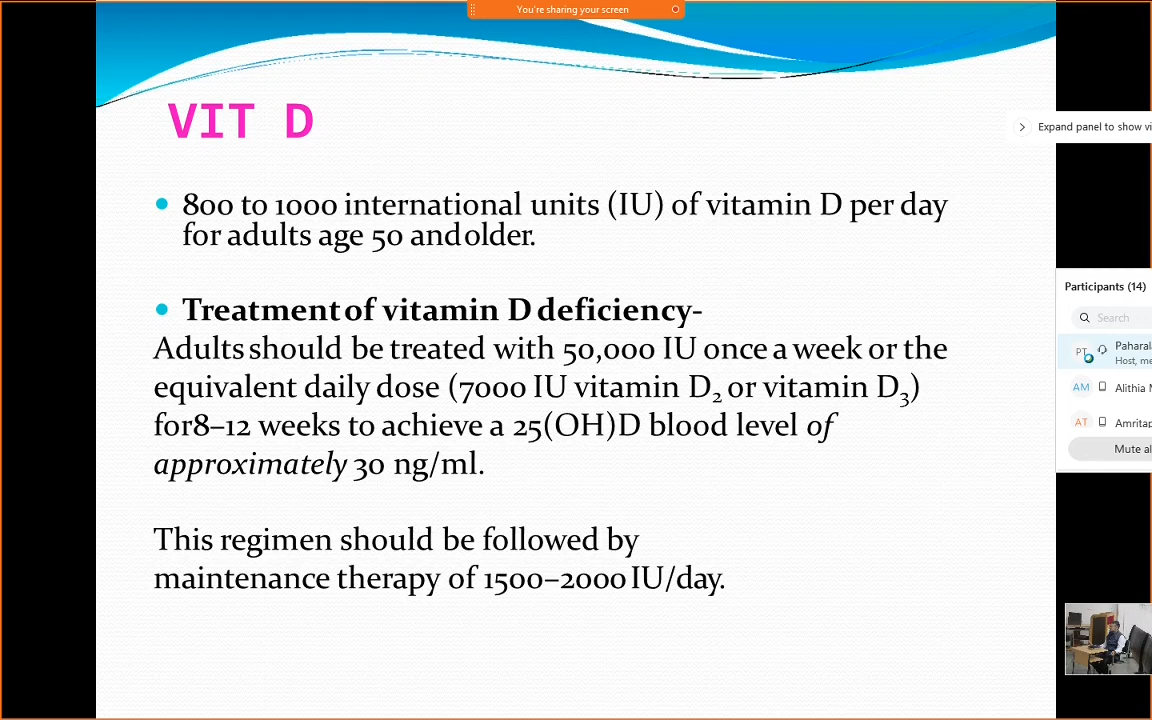 You're sharing your screen
VIT D
Expand panel to show vi
• 800 to 1000 international units (IU) of vitamin D per day
for adults age 50 and older.
• Treatment of vitamin D deficiency-
Adults should be treated with 50,000 IU once a week or the
equivalent daily dose (7000 IU vitamin D₂ or vitamin D₃)
for8–12 weeks to achieve a 25(OH)D blood level of
approximately 30 ng/ml.
This regimen should be followed by
maintenance therapy of 1500–2000 IU/day.
Participants (14)
Search
PT Paharal
Host, me
AM Alithia M
AT Amritap
Mute al